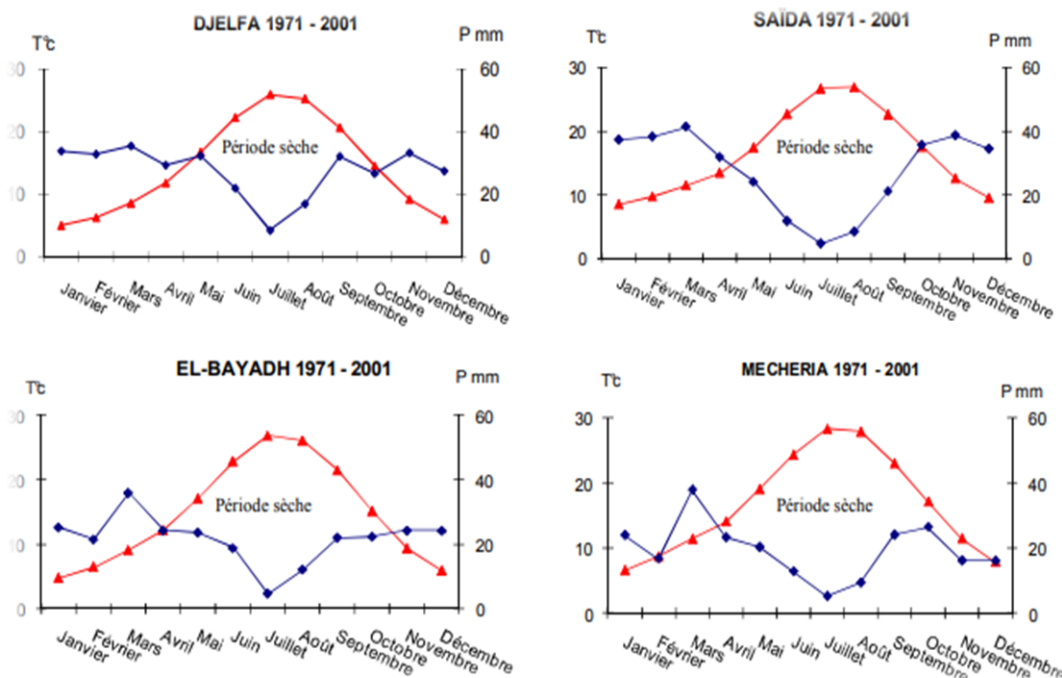 DJELFA 1971 - 2001
T°c
P mm
30
20
10
0
60
40
20
0
Période sèche
Janvier
Février
Mars
Avril
Mai
Juin
Juillet
Août
Septembre
Octobre
Novembre
Décembre
SAÏDA 1971 - 2001
T°c
P mm
30
20
10
0
60
40
20
0
Période sèche
Janvier
Février
Mars
Avril
Mai
Juin
Juillet
Août
Septembre
Octobre
Novembre
Décembre
EL-BAYADH 1971 - 2001
T°c
P mm
30
20
10
0
60
40
20
0
Période sèche
Janvier
Février
Mars
Avril
Mai
Juin
Juillet
Août
Septembre
Octobre
Novembre
Décembre
MECHERIA 1971 - 2001
T°c
P mm
30
20
10
0
60
40
20
0
Période sèche
Janvier
Février
Mars
Avril
Mai
Juin
Juillet
Août
Septembre
Octobre
Novembre
Décembre